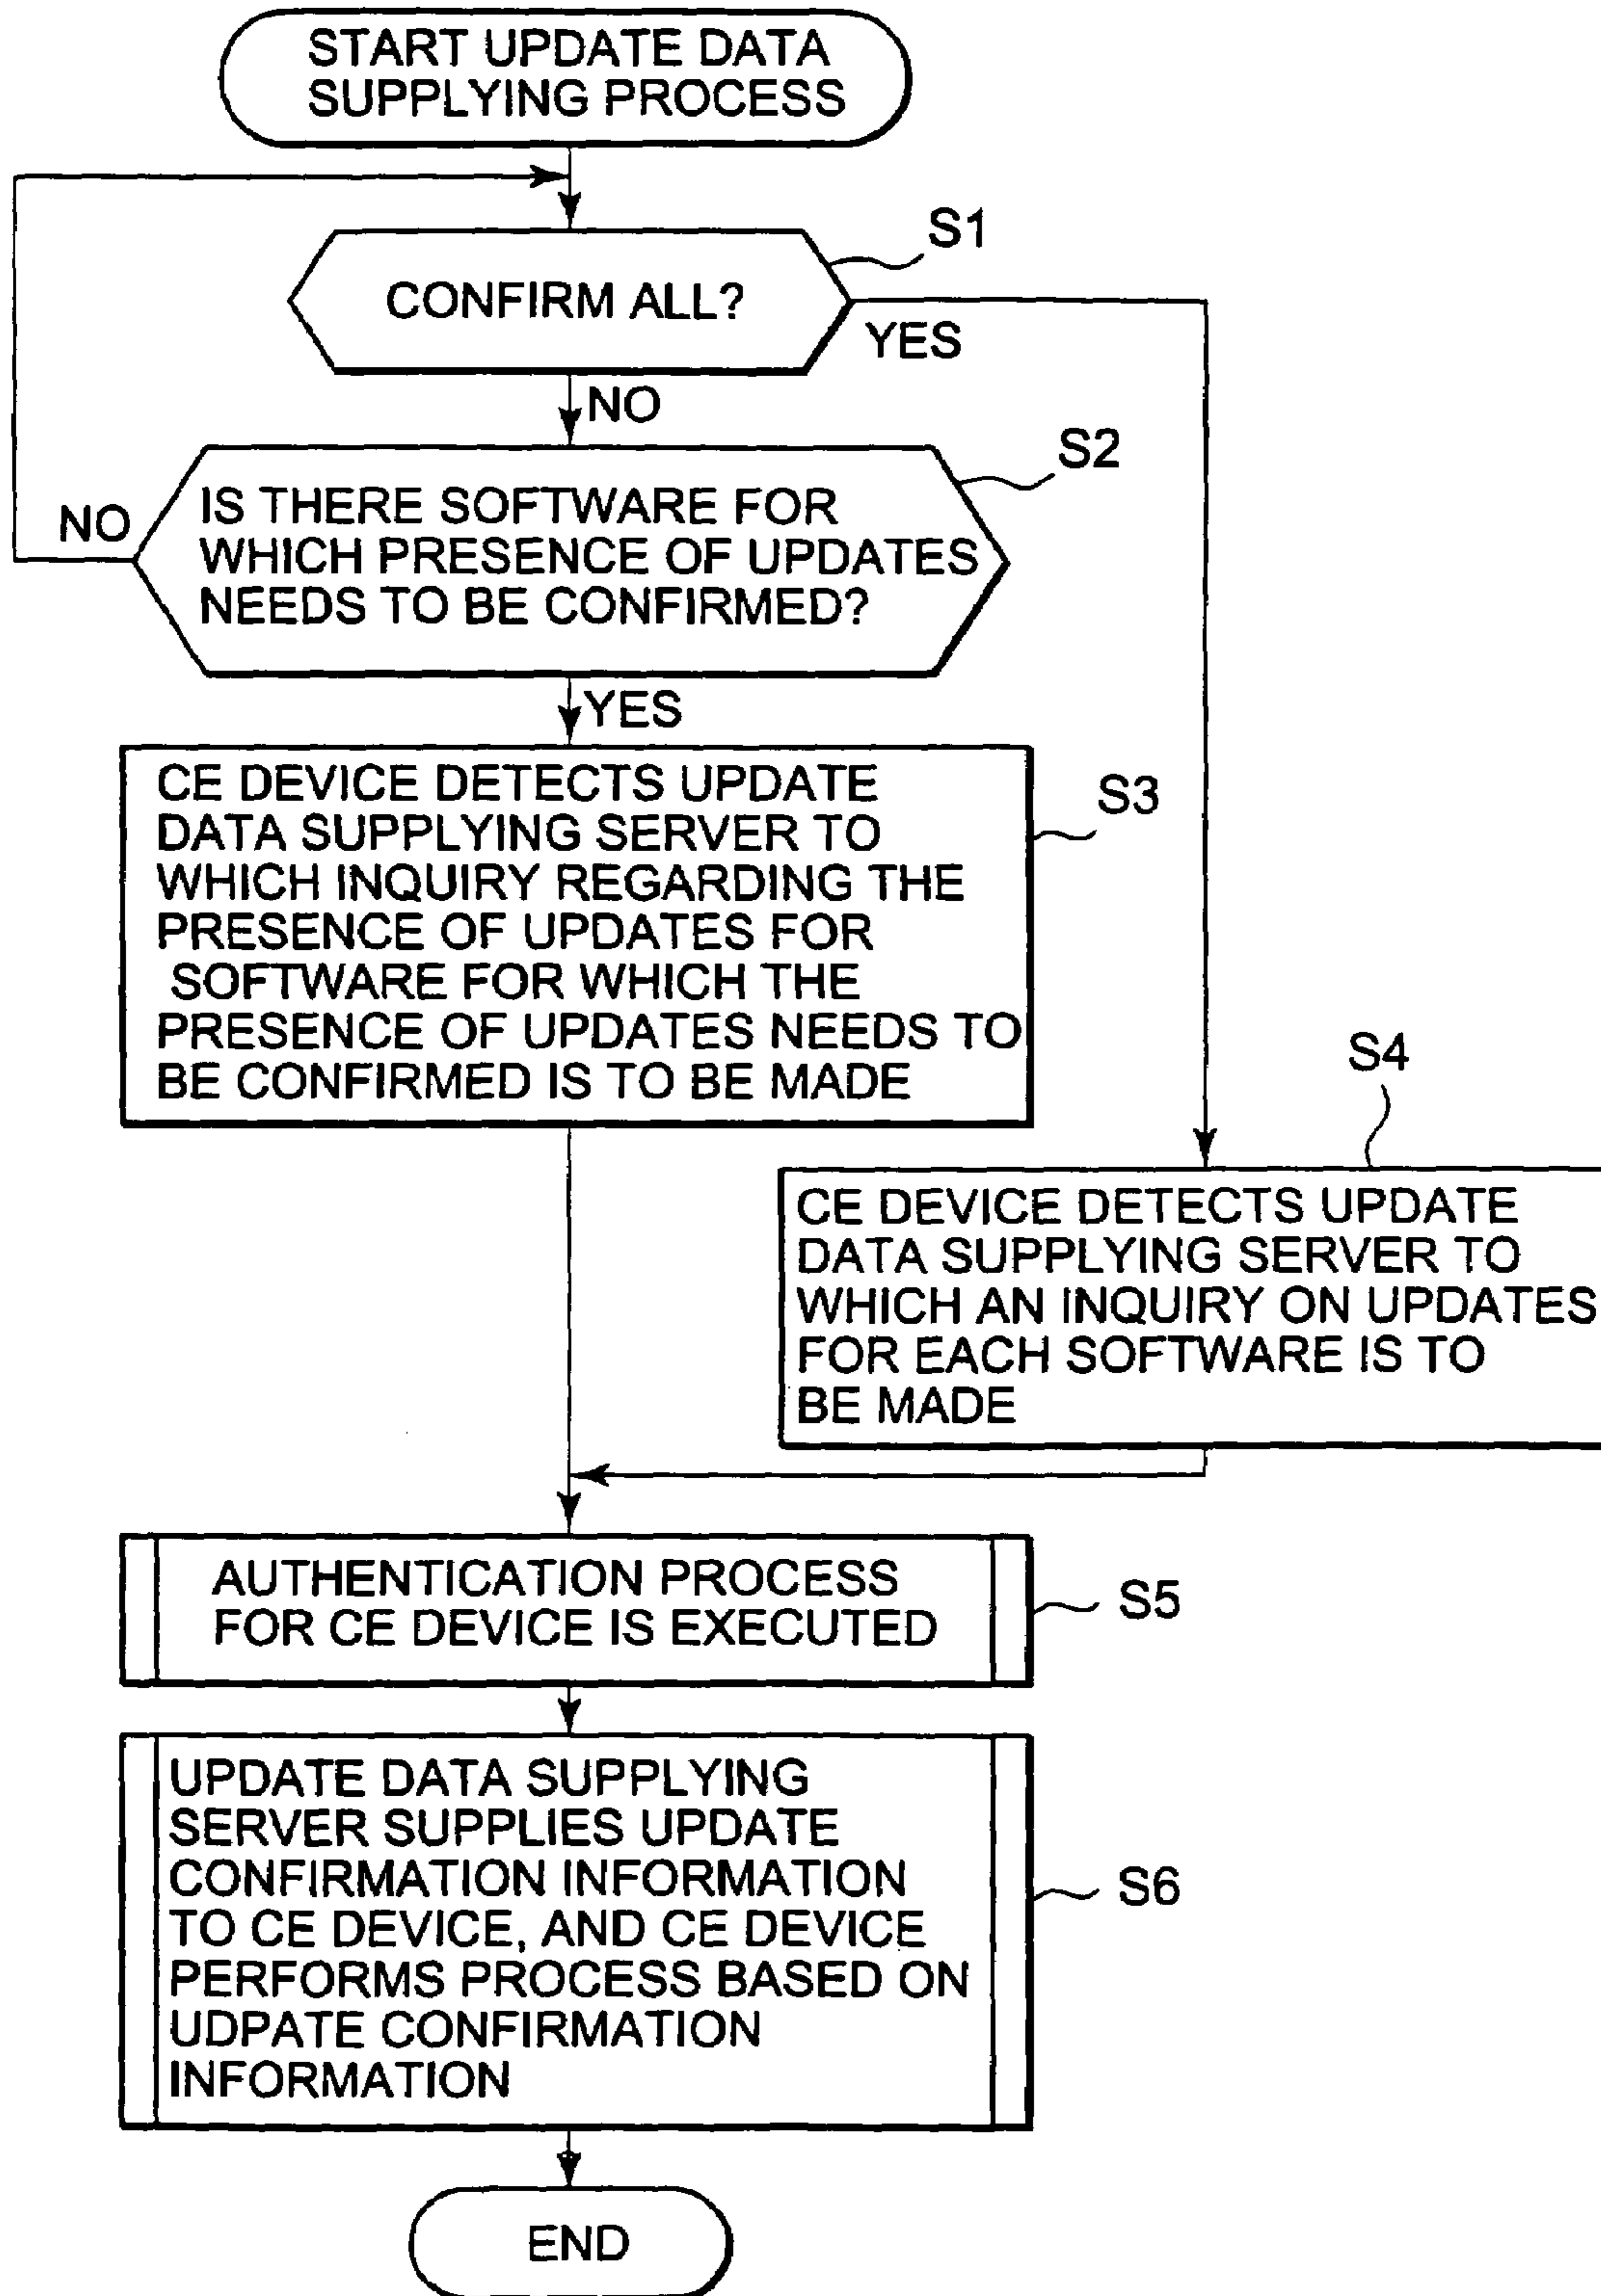 START UPDATE DATA
SUPPLYING PROCESS
S1
CONFIRM ALL?
YES
NO
S2
IS THERE SOFTWARE FOR
WHICH PRESENCE OF UPDATES
NEEDS TO BE CONFIRMED?
NO
YES
S3
CE DEVICE DETECTS UPDATE
DATA SUPPLYING SERVER TO
WHICH INQUIRY REGARDING THE
PRESENCE OF UPDATES FOR
SOFTWARE FOR WHICH THE
PRESENCE OF UPDATES NEEDS TO
BE CONFIRMED IS TO BE MADE
S4
CE DEVICE DETECTS UPDATE
DATA SUPPLYING SERVER TO
WHICH AN INQUIRY ON UPDATES
FOR EACH SOFTWARE IS TO
BE MADE
AUTHENTICATION PROCESS
FOR CE DEVICE IS EXECUTED
S5
UPDATE DATA SUPPLYING
SERVER SUPPLIES UPDATE
CONFIRMATION INFORMATION
TO CE DEVICE, AND CE DEVICE
PERFORMS PROCESS BASED ON
UDPATE CONFIRMATION
INFORMATION
S6
END